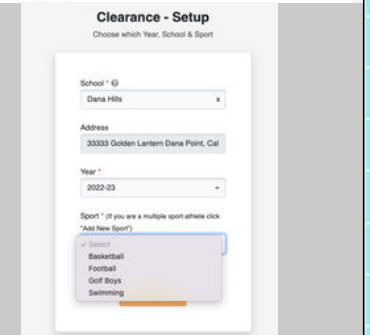 Clearance - Setup
Choose which Year, School & Sport
School *
Dana Hills x
Address
33333 Golden Lantern Dana Point, Cal
Year *
2022-23
Sport * (If you are a multiple sport athlete click
"Add New Sport")
✓ Select
Basketball
Football
Golf Boys
Swimming